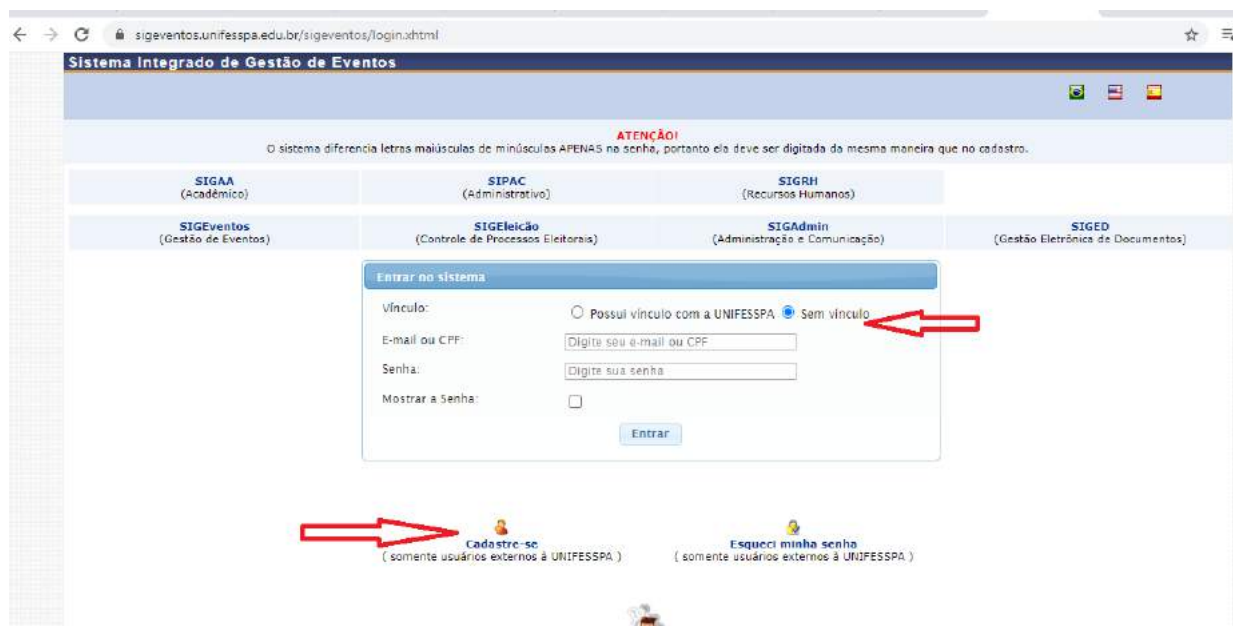 sigeventos.unifesspa.edu.br/sigeventos/login.xhtml
Sistema Integrado de Gestão de Eventos
ATENÇÃO!
O sistema diferencia letras maiúsculas de minúsculas APENAS na senha, portanto ela deve ser digitada da mesma maneira que no cadastro.
SIGAA SIPAC SIGRH
(Acadêmico) (Administrativo) (Recursos Humanos)
SIGEventos SIGEleicão SIGAdmin SIGED
(Gestão de Eventos) (Controle de Processos Eleitorais) (Administração e Comunicação) (Gestão Eletrônica de Documentos)
Entrar no sistema
Vínculo: Possui vínculo com a UNIFESSPA Sem vínculo
E-mail ou CPF: Digite seu e-mail ou CPF
Senha: Digite sua senha
Mostrar a Senha:
Entrar
Cadastre-se Esqueci minha senha
( somente usuários externos à UNIFESSPA ) ( somente usuários externos à UNIFESSPA )